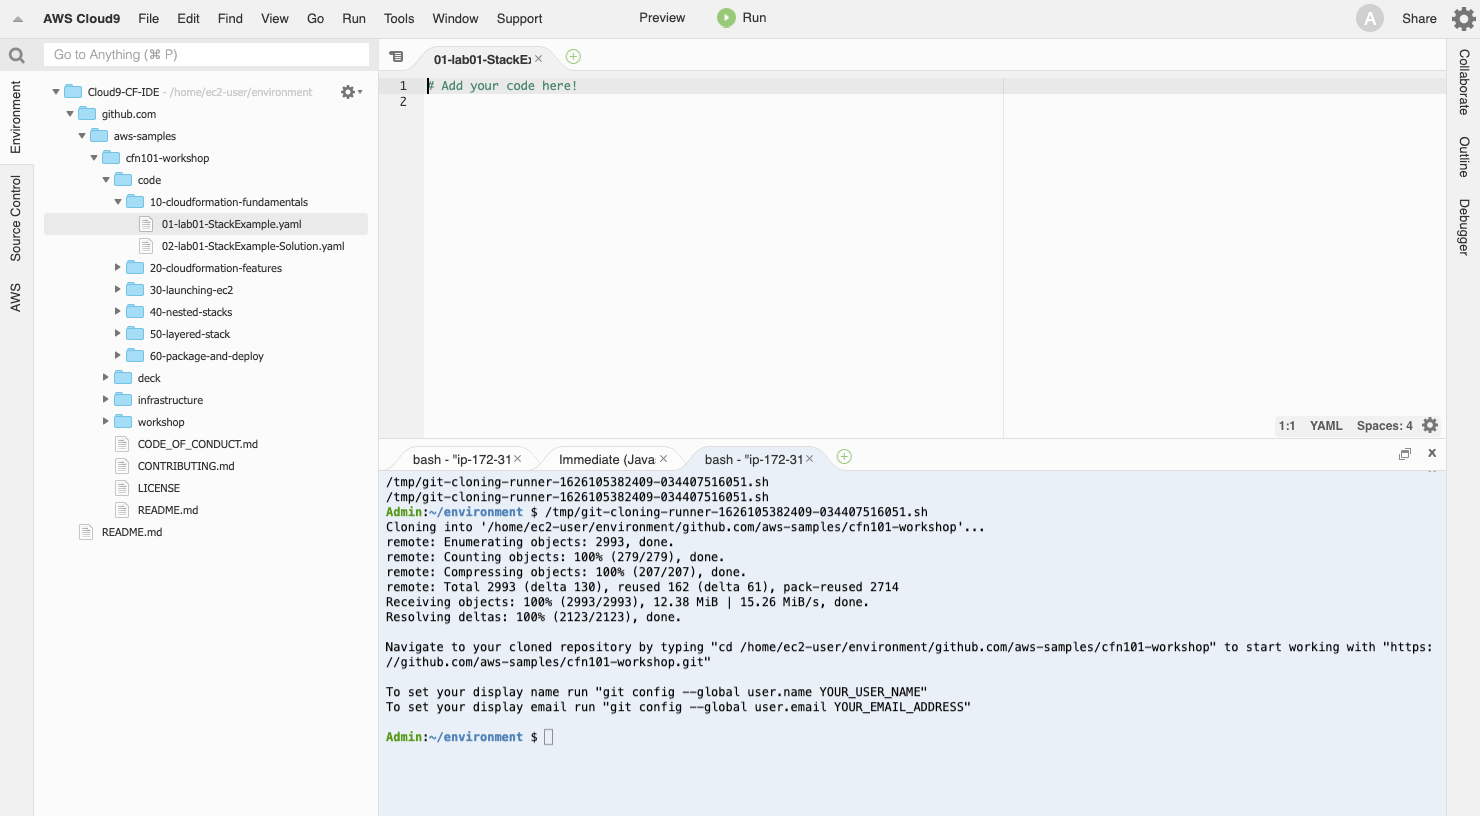 AWS Cloud9 File Edit Find View Go Run Tools Window Support Preview Run A Share
Go to Anything (⌘ P)
Environment
Source Control
AWS
Cloud9-CF-IDE - /home/ec2-user/environment
github.com
aws-samples
cfn101-workshop
code
10-cloudformation-fundamentals
01-lab01-StackExample.yaml
02-lab01-StackExample-Solution.yaml
20-cloudformation-features
30-launching-ec2
40-nested-stacks
50-layered-stack
60-package-and-deploy
deck
infrastructure
workshop
CODE_OF_CONDUCT.md
CONTRIBUTING.md
LICENSE
README.md
README.md
01-lab01-StackEx
1 # Add your code here!
2
1:1 YAML Spaces: 4
Collaborate
Outline
Debugger
bash - "ip-172-31 Immediate (Java bash - "ip-172-31
/tmp/git-cloning-runner-1626105382409-034407516051.sh
/tmp/git-cloning-runner-1626105382409-034407516051.sh
Admin:~/environment $ /tmp/git-cloning-runner-1626105382409-034407516051.sh
Cloning into '/home/ec2-user/environment/github.com/aws-samples/cfn101-workshop'...
remote: Enumerating objects: 2993, done.
remote: Counting objects: 100% (279/279), done.
remote: Compressing objects: 100% (207/207), done.
remote: Total 2993 (delta 130), reused 162 (delta 61), pack-reused 2714
Receiving objects: 100% (2993/2993), 12.38 MiB | 15.26 MiB/s, done.
Resolving deltas: 100% (2123/2123), done.
Navigate to your cloned repository by typing "cd /home/ec2-user/environment/github.com/aws-samples/cfn101-workshop" to start working with "https:
//github.com/aws-samples/cfn101-workshop.git"
To set your display name run "git config --global user.name YOUR_USER_NAME"
To set your display email run "git config --global user.email YOUR_EMAIL_ADDRESS"
Admin:~/environment $